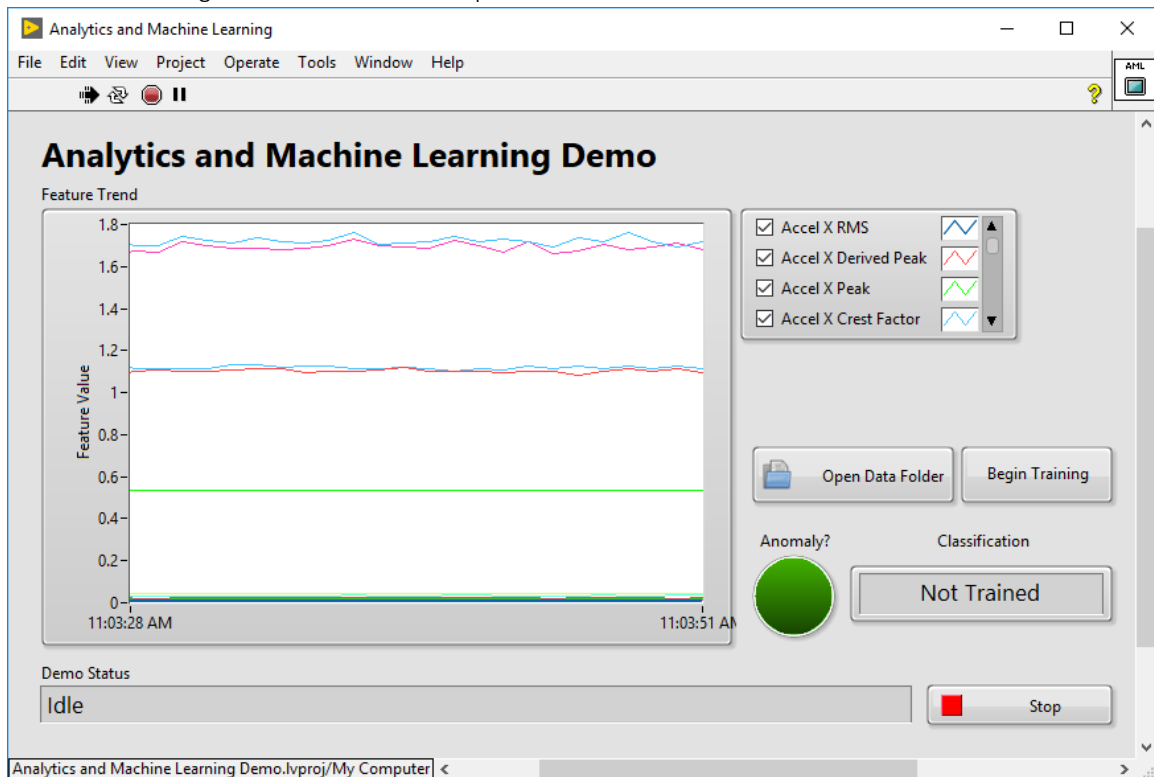 Analytics and Machine Learning
File Edit View Project Operate Tools Window Help
AML
Analytics and Machine Learning Demo
Feature Trend
Feature Value
1.8
1.6
1.4
1.2
1
0.8
0.6
0.4
0.2
0
11:03:28 AM
11:03:51 AM
Accel X RMS
Accel X Derived Peak
Accel X Peak
Accel X Crest Factor
Open Data Folder
Begin Training
Anomaly?
Classification
Not Trained
Demo Status
Idle
Stop
Analytics and Machine Learning Demo.lvproj/My Computer